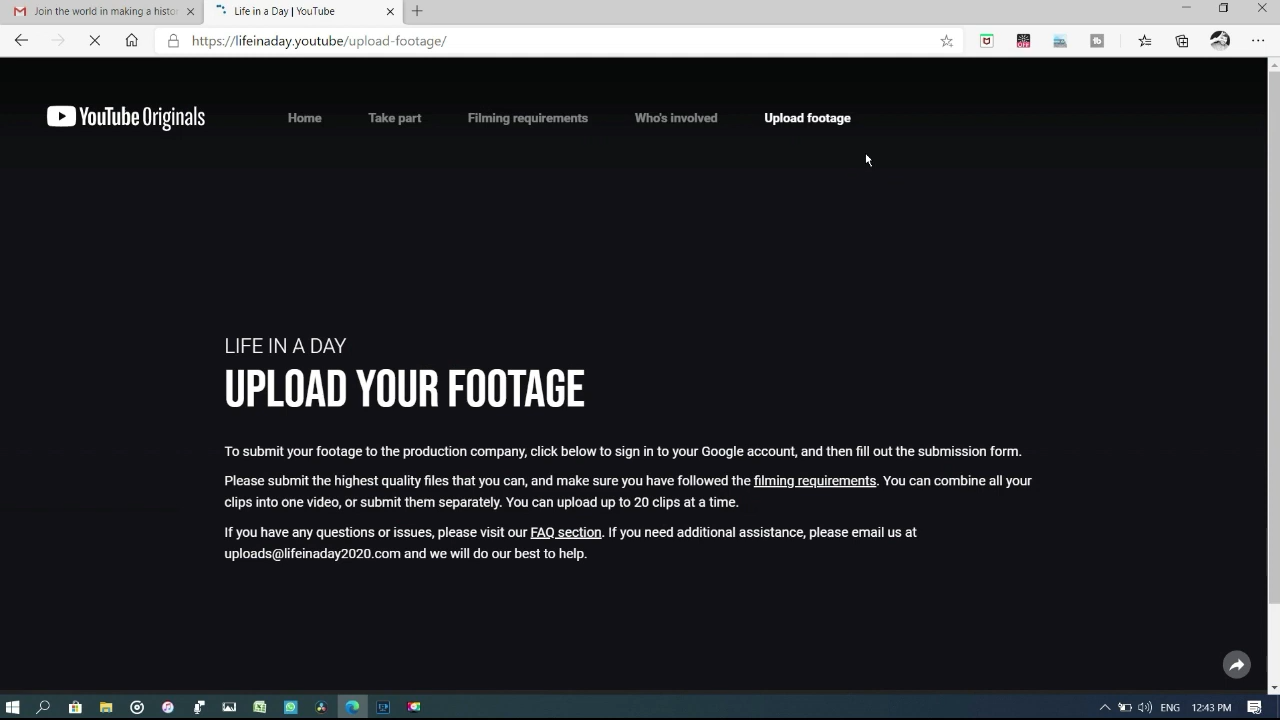 Join the world in making a histor
Life in a Day | YouTube
https://lifeinaday.youtube/upload-footage/
YouTube Originals
Home
Take part
Filming requirements
Who's involved
Upload footage
LIFE IN A DAY
UPLOAD YOUR FOOTAGE
To submit your footage to the production company, click below to sign in to your Google account, and then fill out the submission form.
Please submit the highest quality files that you can, and make sure you have followed the filming requirements. You can combine all your
clips into one video, or submit them separately. You can upload up to 20 clips at a time.
If you have any questions or issues, please visit our FAQ section. If you need additional assistance, please email us at
uploads@lifeinaday2020.com and we will do our best to help.
ENG
12:43 PM